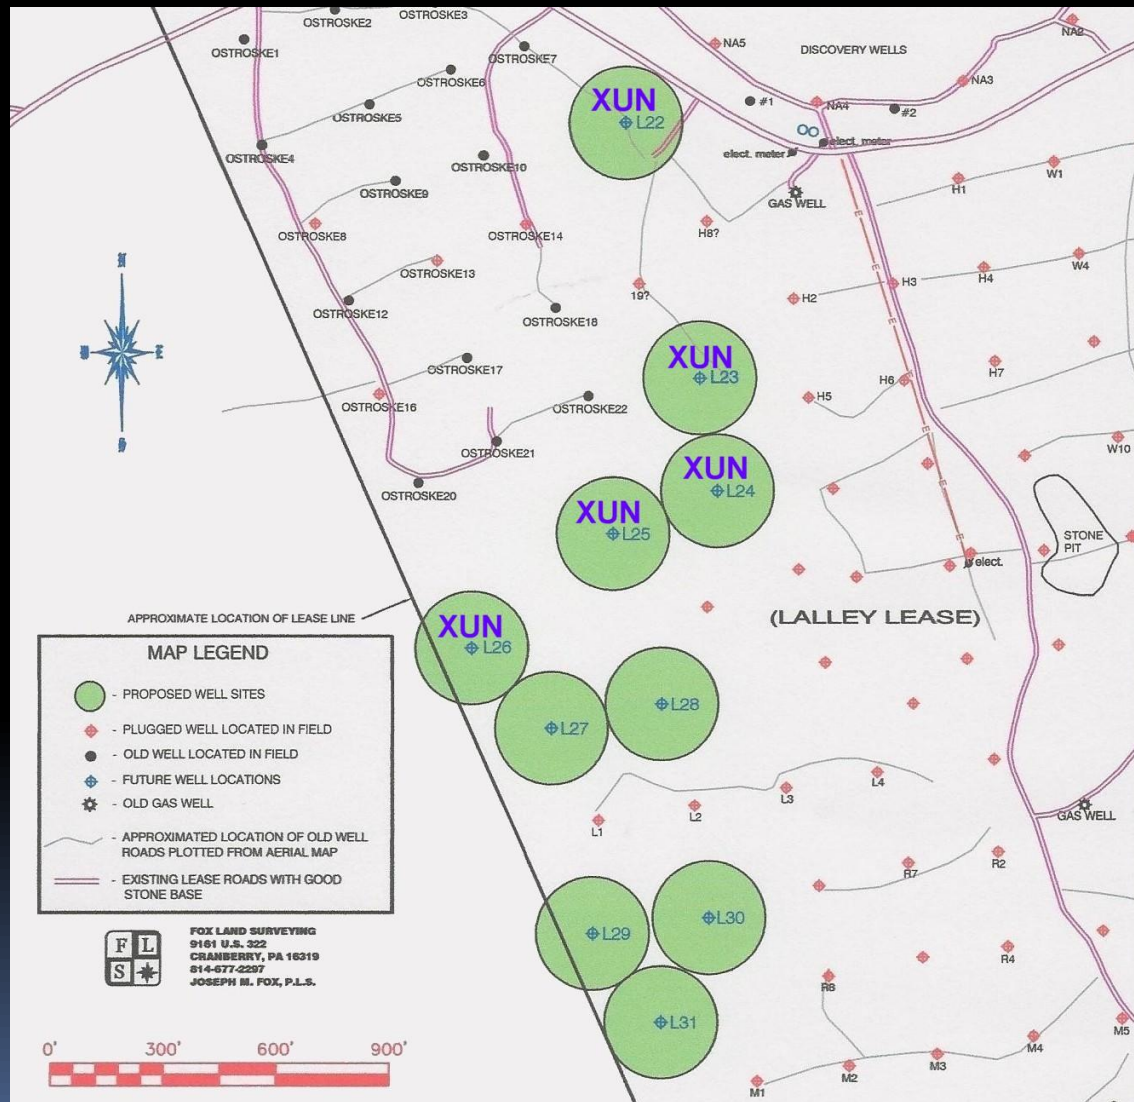 OSTROSKE2
OSTROSKE3
OSTROSKE1
OSTROSKE7
NA5
DISCOVERY WELLS
NA2
OSTROSKE6
NA3
XUN
#1
NA4
#2
OSTROSKE5
L22
elect. meter
elect. meter
OSTROSKE4
OSTROSKE10
W1
H1
OSTROSKE9
GAS WELL
OSTROSKE8
OSTROSKE14
H8?
OSTROSKE13
W4
H4
H3
19?
H2
OSTROSKE12
OSTROSKE18
XUN
OSTROSKE17
L23
H7
H6
OSTROSKE16
OSTROSKE22
H5
OSTROSKE21
W10
XUN
L24
OSTROSKE20
XUN
L25
STONE
PIT
E
E
E
E
E
E
elect.
APPROXIMATE LOCATION OF LEASE LINE
(LALLEY LEASE)
XUN
L26
L28
L27
MAP LEGEND
- PROPOSED WELL SITES
- PLUGGED WELL LOCATED IN FIELD
- OLD WELL LOCATED IN FIELD
- FUTURE WELL LOCATIONS
- OLD GAS WELL
- APPROXIMATED LOCATION OF OLD WELL
ROADS PLOTTED FROM AERIAL MAP
- EXISTING LEASE ROADS WITH GOOD
STONE BASE
L4
L3
L2
L1
GAS WELL
R2
R7
L30
L29
R4
R8
L31
M5
M4
M3
M2
M1
F L
S
FOX LAND SURVEYING
9161 U.S. 322
CRANBERRY, PA 16319
814-677-2297
JOSEPH M. FOX, P.L.S.
0' 300' 600' 900'